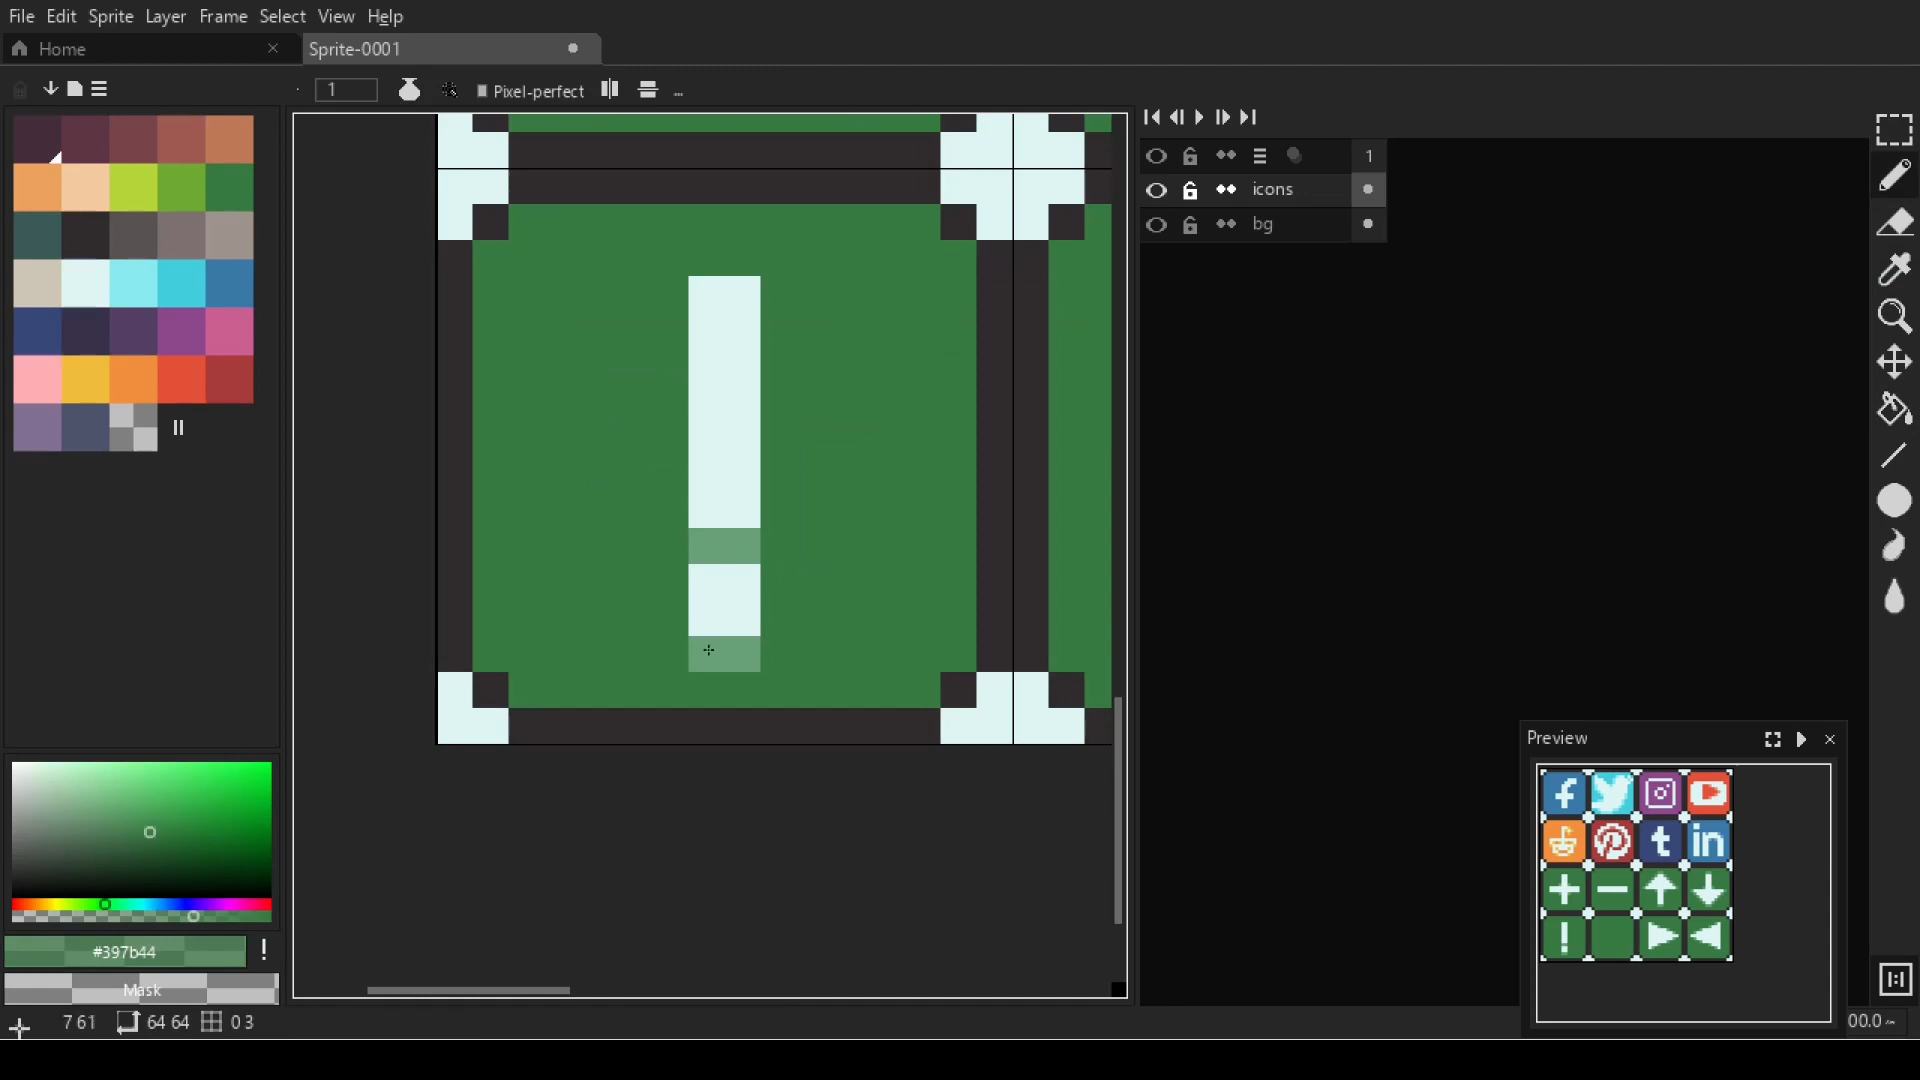 File Edit Sprite Layer Frame Select View Help
Home
Sprite-0001
1
Pixel-perfect
...
1
icons
bg
!
Preview
f
t in
!
#397b44 !
Mask
7 61 64 64 0 3
00.0